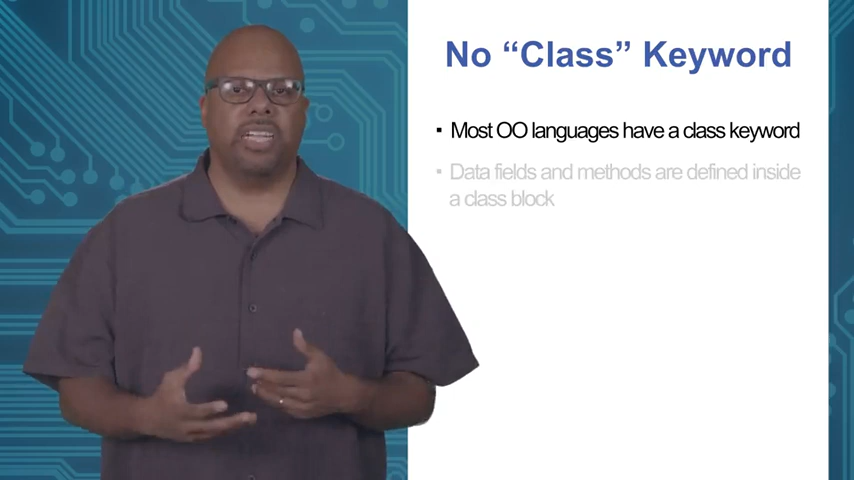 No “Class” Keyword
▪ Most OO languages have a class keyword
▪ Data fields and methods are defined inside
a class block